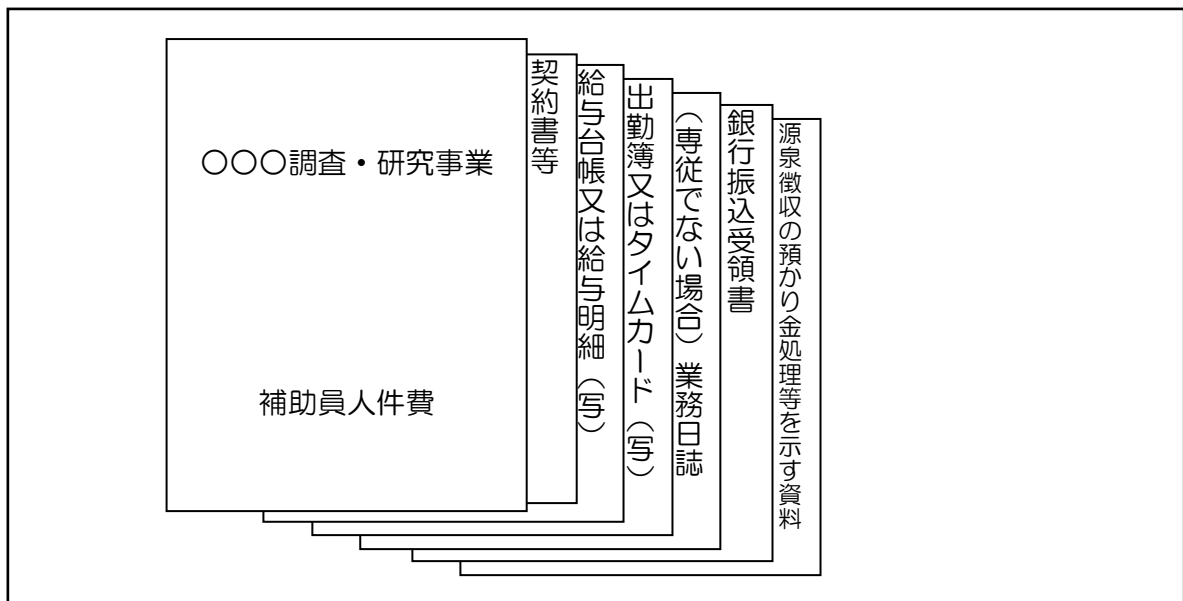 〇〇〇調査・研究事業
補助員人件費
契約書等
給与台帳又は給与明細（写）
出勤簿又はタイムカード（写）
（専従でない場合）業務日誌
銀行振込受領書
源泉徴収の預かり金処理等を示す資料